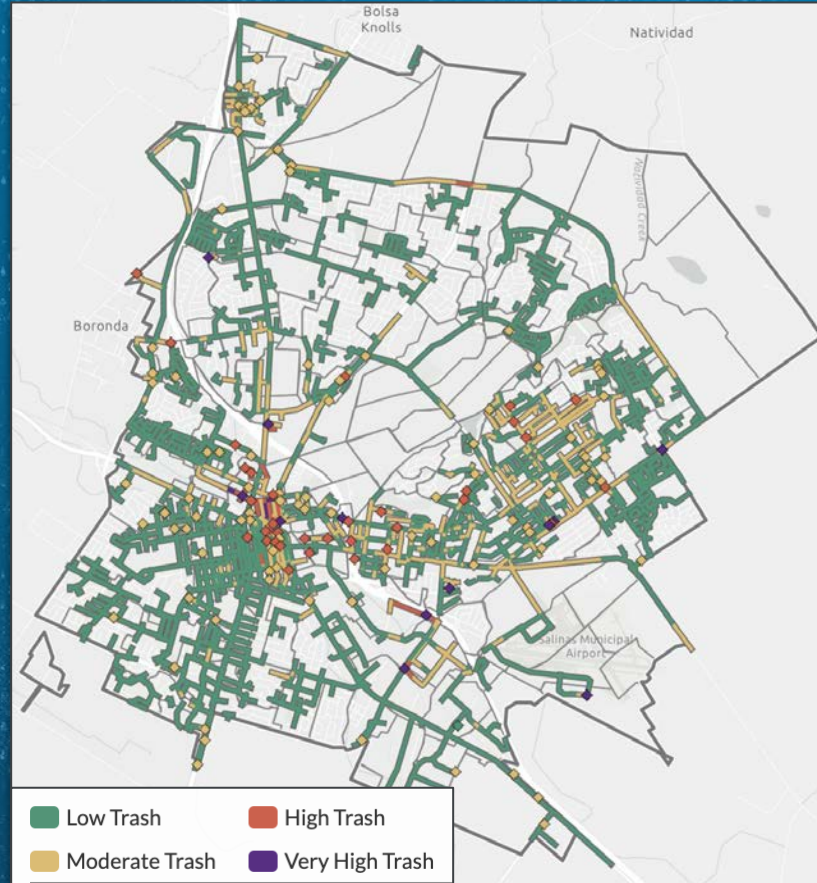 Bolsa
Knolls
Natividad
Natividad Creek
Boronda
Salinas Municipal
Airport
Low Trash
High Trash
Moderate Trash
Very High Trash